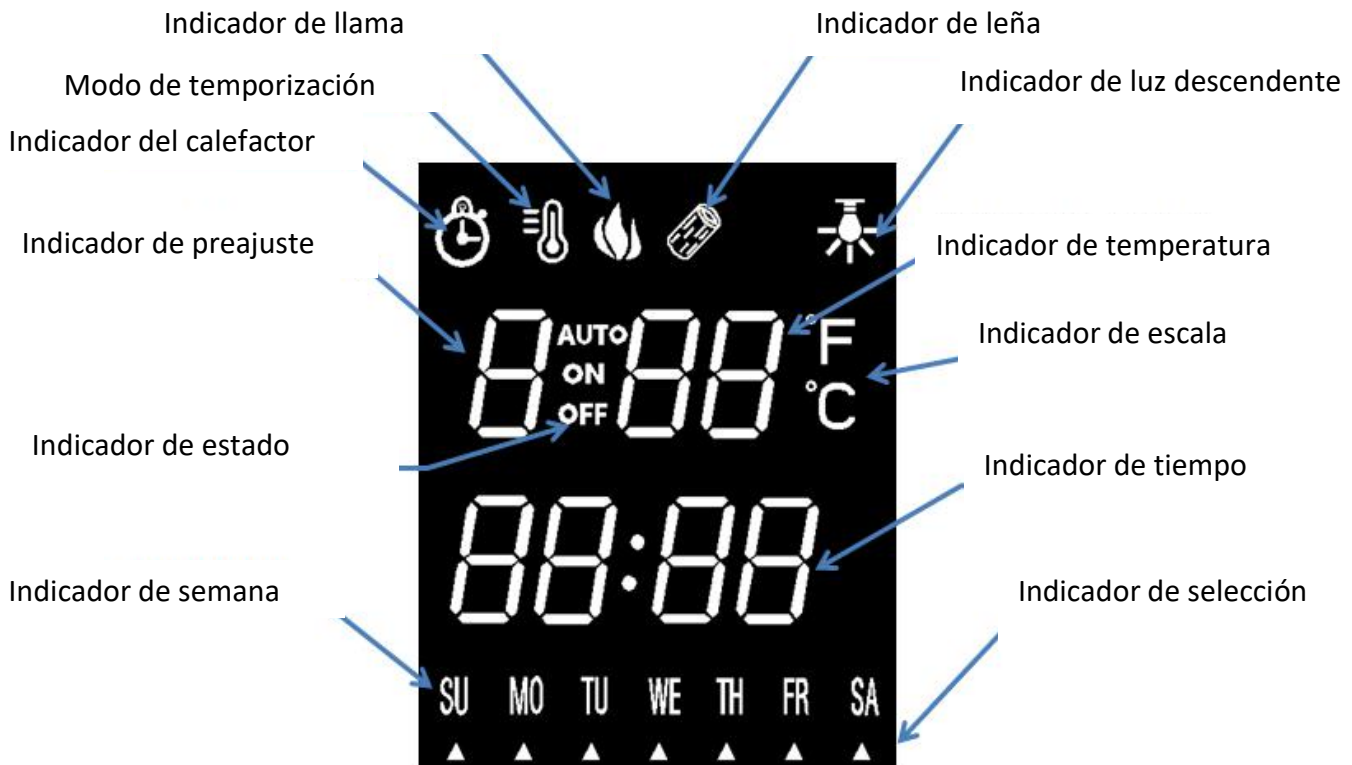 Indicador de llama
Indicador de leña
Modo de temporización
Indicador de luz descendente
Indicador del calefactor
Indicador de preajuste
Indicador de temperatura
8 AUTO ON OFF 88 °F °C
Indicador de escala
Indicador de estado
Indicador de tiempo
88:88
Indicador de semana
Indicador de selección
SU MO TU WE TH FR SA